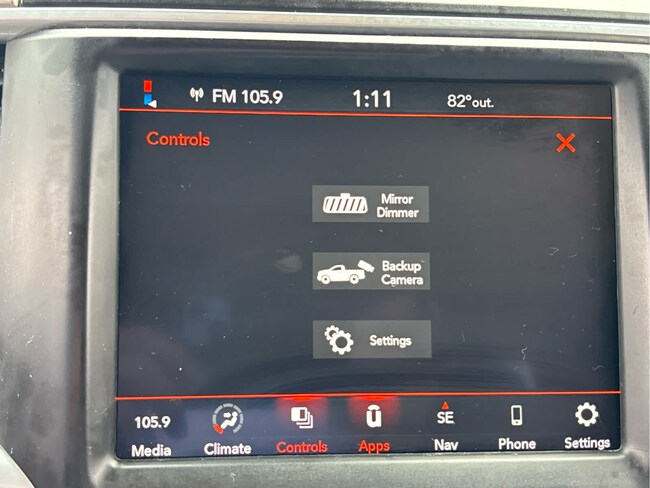 FM 105.9 1:11 82°out.
Controls
Mirror
Dimmer
Backup
Camera
Settings
105.9 SE
Media Climate Controls Apps Nav Phone Settings